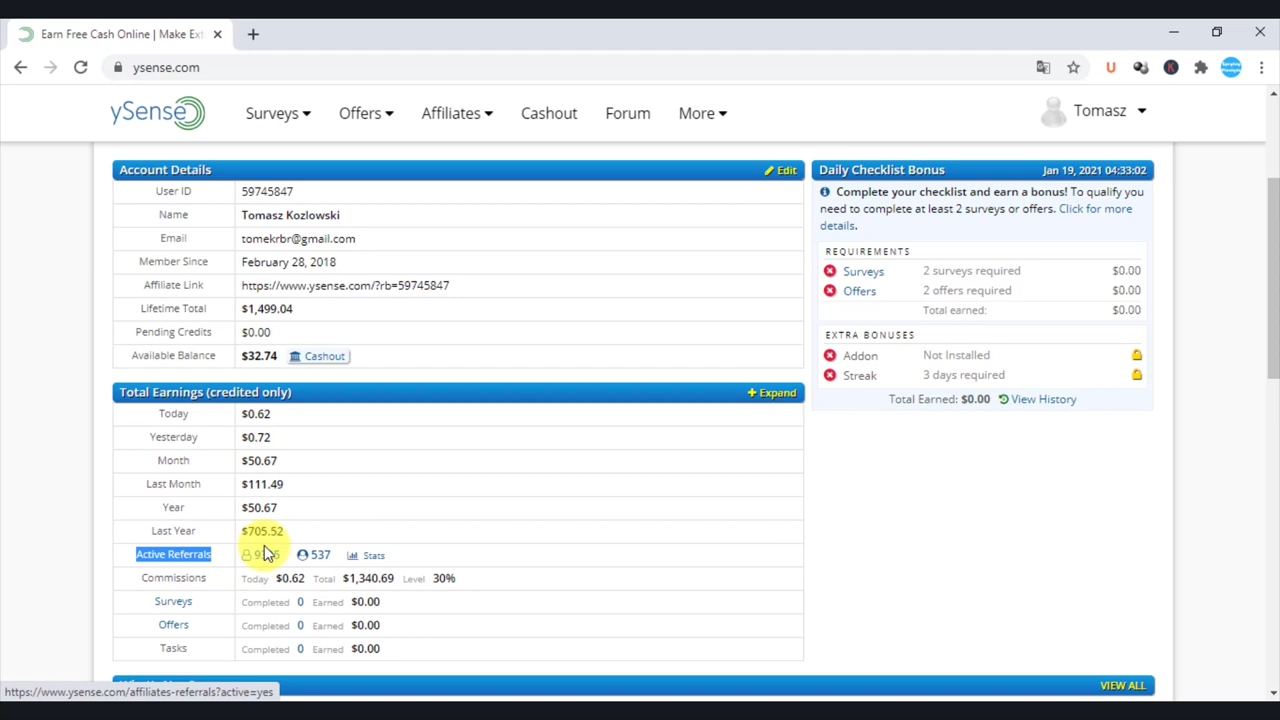 Earn Free Cash Online | Make Ext
ysense.com
ySense Surveys Offers Affiliates Cashout Forum More Tomasz
Account Details Edit
User ID 59745847
Name Tomasz Kozlowski
Email tomekrbr@gmail.com
Member Since February 28, 2018
Affiliate Link https://www.ysense.com/?rb=59745847
Lifetime Total $1,499.04
Pending Credits $0.00
Available Balance $32.74 Cashout
Total Earnings (credited only) Expand
Today $0.62
Yesterday $0.72
Month $50.67
Last Month $111.49
Year $50.67
Last Year $705.52
Active Referrals 537 Stats
Commissions Today $0.62 Total $1,340.69 Level 30%
Surveys Completed 0 Earned $0.00
Offers Completed 0 Earned $0.00
Tasks Completed 0 Earned $0.00
Daily Checklist Bonus Jan 19, 2021 04:33:02
Complete your checklist and earn a bonus! To qualify you
need to complete at least 2 surveys or offers. Click for more
details.
REQUIREMENTS
Surveys 2 surveys required $0.00
Offers 2 offers required $0.00
Total earned: $0.00
EXTRA BONUSES
Addon Not Installed
Streak 3 days required
Total Earned: $0.00 View History
VIEW ALL
https://www.ysense.com/affiliates-referrals?active=yes